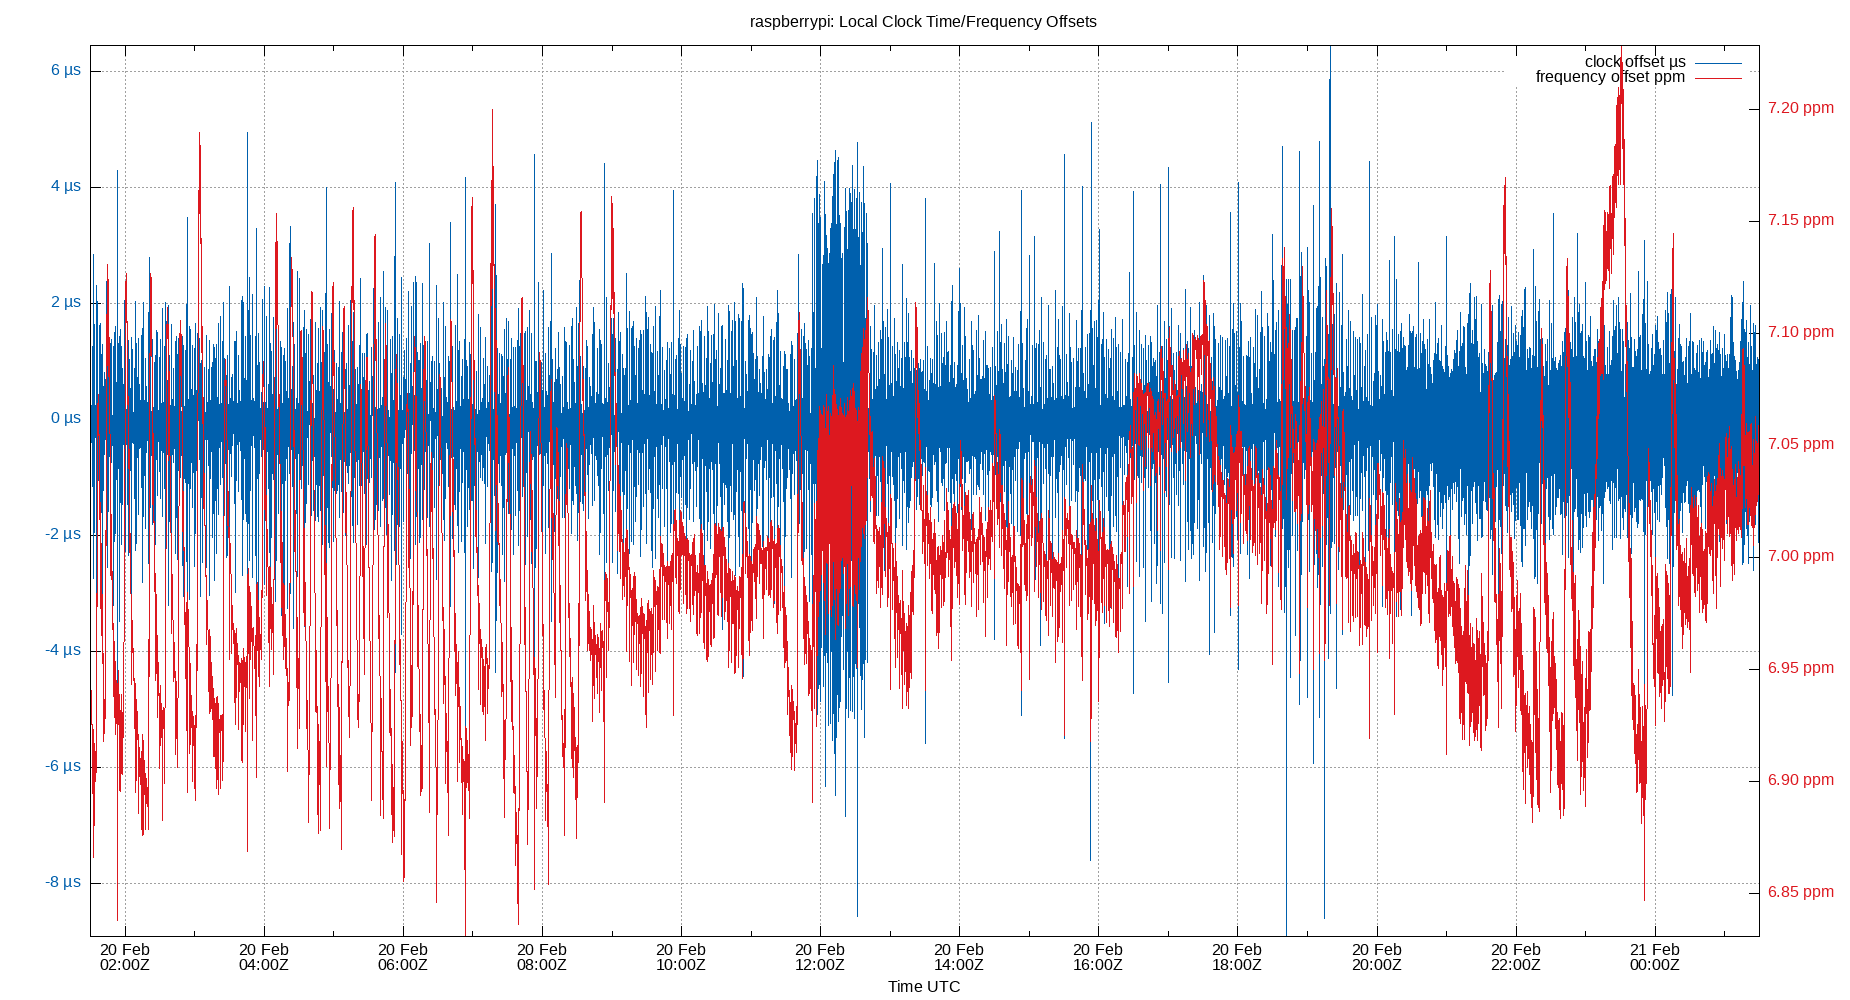 raspberrypi: Local Clock Time/Frequency Offsets
clock offset µs
frequency offset ppm
6 µs
4 µs
2 µs
0 µs
-2 µs
-4 µs
-6 µs
-8 µs
7.20 ppm
7.15 ppm
7.10 ppm
7.05 ppm
7.00 ppm
6.95 ppm
6.90 ppm
6.85 ppm
20 Feb
02:00Z
20 Feb
04:00Z
20 Feb
06:00Z
20 Feb
08:00Z
20 Feb
10:00Z
20 Feb
12:00Z
20 Feb
14:00Z
20 Feb
16:00Z
20 Feb
18:00Z
20 Feb
20:00Z
20 Feb
22:00Z
21 Feb
00:00Z
Time UTC